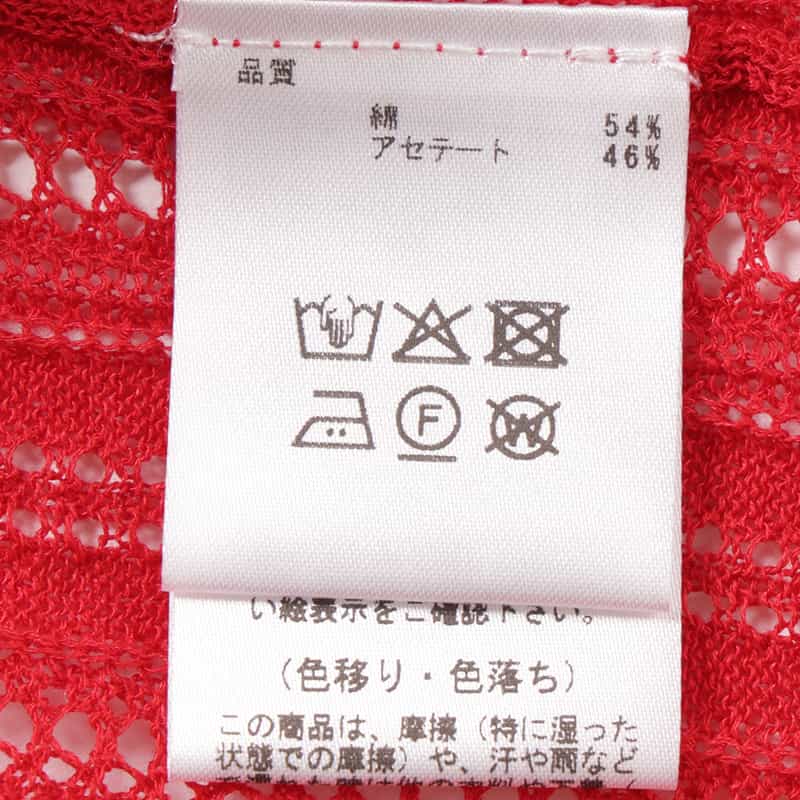 品質
綿 54%
アセテート 46%
F
W
い絵表示をご確認下さい。
(色移り・色落ち)
この商品は、摩擦(特に湿った
状態での摩擦)や、汗や雨など